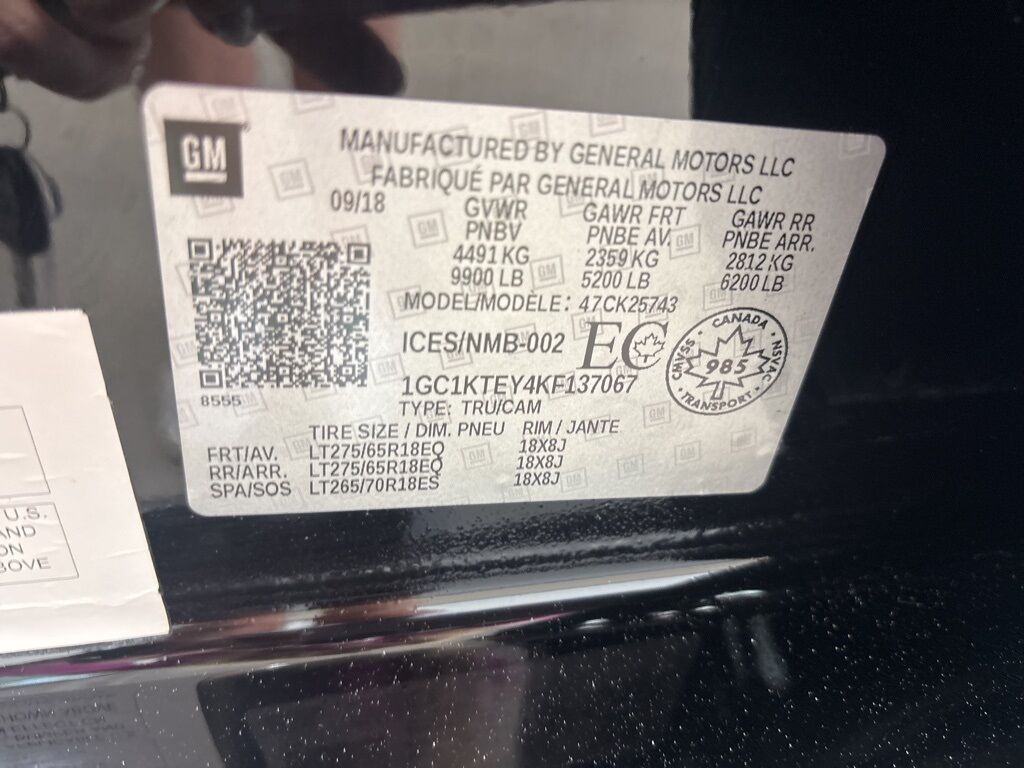 GM
MANUFACTURED BY GENERAL MOTORS LLC
FABRIQUÉ PAR GENERAL MOTORS LLC
09/18 GVWR GAWR FRT GAWR RR
PNBV PNBE AV. PNBE ARR.
4491 KG 2359 KG 2812 KG
9900 LB 5200 LB 6200 LB
MODEL/MODÈLE: 47CK25743
ICES/NMB-002 EC
CANADA
CMVSS 985 NSVAC
TRANSPORT
1GC1KTEY4KF137067
8555
TYPE: TRU/CAM
TIRE SIZE / DIM. PNEU RIM / JANTE
FRT/AV. LT275/65R18EQ 18X8J
RR/ARR. LT275/65R18EQ 18X8J
SPA/SOS LT265/70R18ES 18X8J
U.S.
AND
ON
BOVE